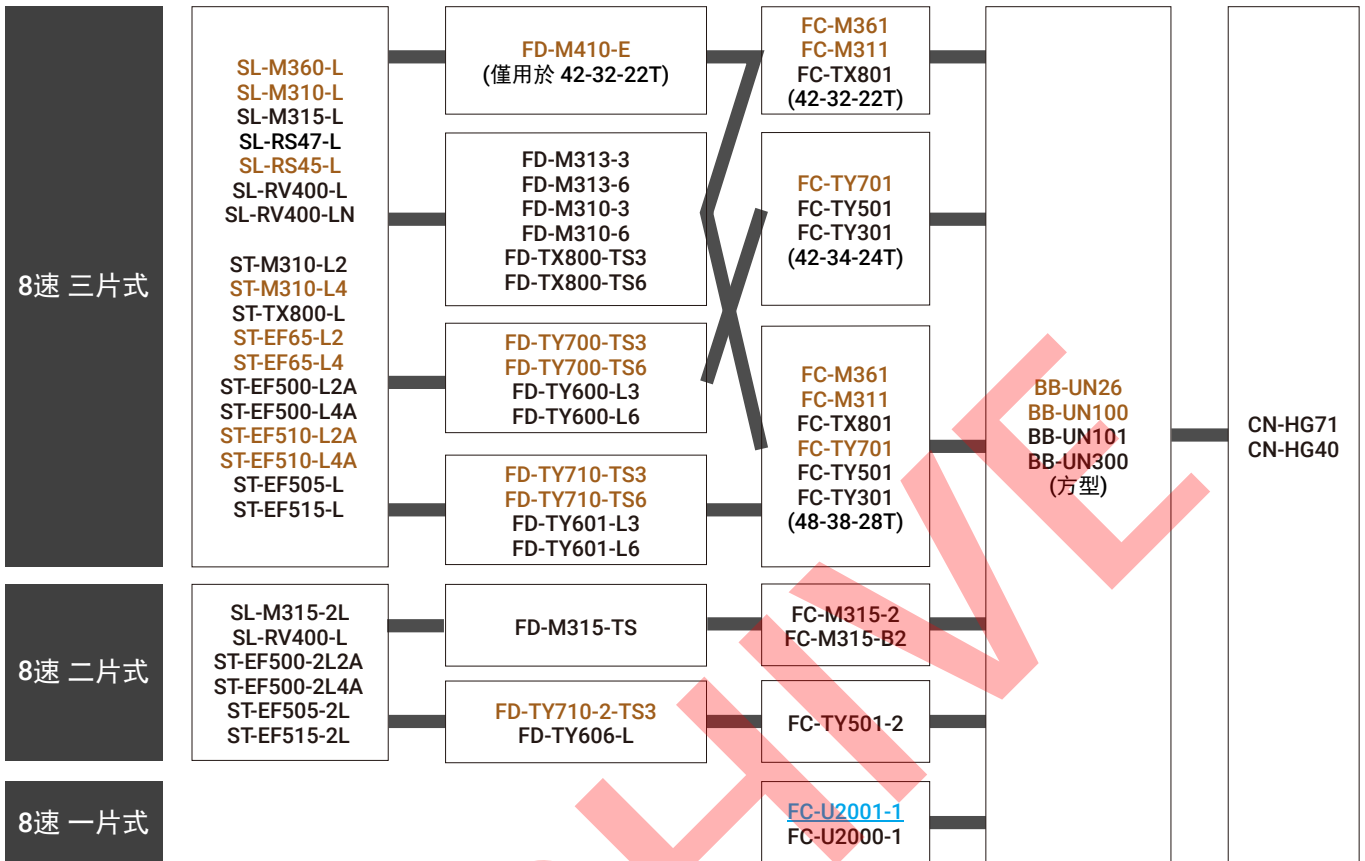 8速 三片式
SL-M360-L
SL-M310-L
SL-M315-L
SL-RS47-L
SL-RS45-L
SL-RV400-L
SL-RV400-LN
ST-M310-L2
ST-M310-L4
ST-TX800-L
ST-EF65-L2
ST-EF65-L4
ST-EF500-L2A
ST-EF500-L4A
ST-EF510-L2A
ST-EF510-L4A
ST-EF505-L
ST-EF515-L
FD-M410-E
(僅用於 42-32-22T)
FD-M313-3
FD-M313-6
FD-M310-3
FD-M310-6
FD-TX800-TS3
FD-TX800-TS6
FD-TY700-TS3
FD-TY700-TS6
FD-TY600-L3
FD-TY600-L6
FD-TY710-TS3
FD-TY710-TS6
FD-TY601-L3
FD-TY601-L6
FC-M361
FC-M311
FC-TX801
(42-32-22T)
FC-TY701
FC-TY501
FC-TY301
(42-34-24T)
FC-M361
FC-M311
FC-TX801
FC-TY701
FC-TY501
FC-TY301
(48-38-28T)
8速 二片式
SL-M315-2L
SL-RV400-L
ST-EF500-2L2A
ST-EF500-2L4A
ST-EF505-2L
ST-EF515-2L
FD-M315-TS
FD-TY710-2-TS3
FD-TY606-L
FC-M315-2
FC-M315-B2
FC-TY501-2
8速 一片式
FC-U2001-1
FC-U2000-1
BB-UN26
BB-UN100
BB-UN101
BB-UN300
(方型)
CN-HG71
CN-HG40
HIVE